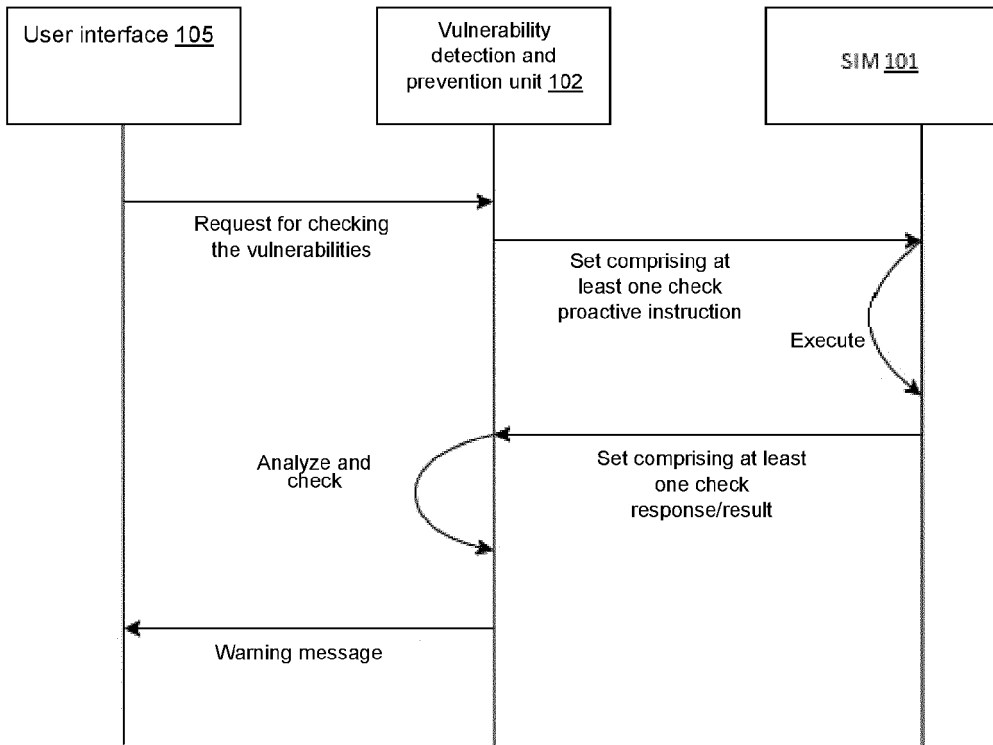 User interface 105
Vulnerability
detection and
prevention unit 102
SIM 101
Request for checking
the vulnerabilities
Set comprising at
least one check
proactive instruction
Execute
Analyze and
check
Set comprising at least
one check
response/result
Warning message